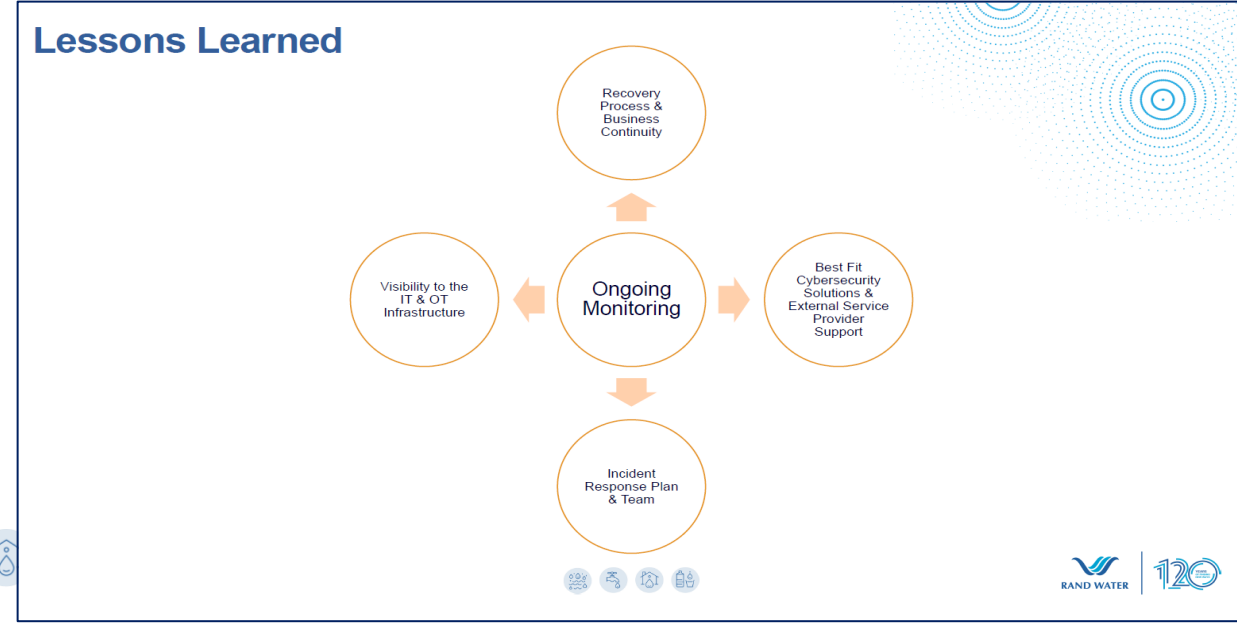 Lessons Learned
Recovery
Process &
Business
Continuity
Visibility to the
IT & OT
Infrastructure
Ongoing
Monitoring
Best Fit
Cybersecurity
Solutions &
External Service
Provider
Support
Incident
Response Plan
& Team
RAND WATER
120